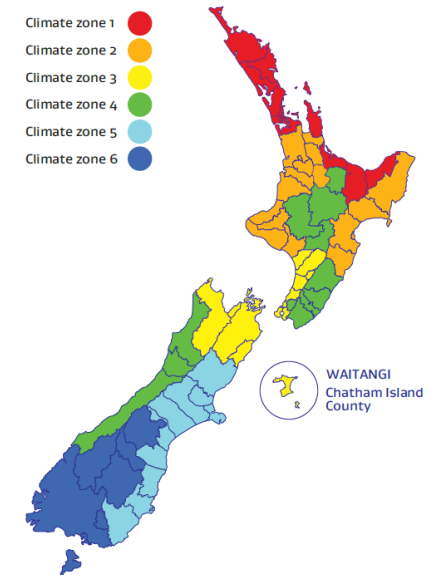 Climate zone 1
Climate zone 2
Climate zone 3
Climate zone 4
Climate zone 5
Climate zone 6
WAITANGI
Chatham Island
County